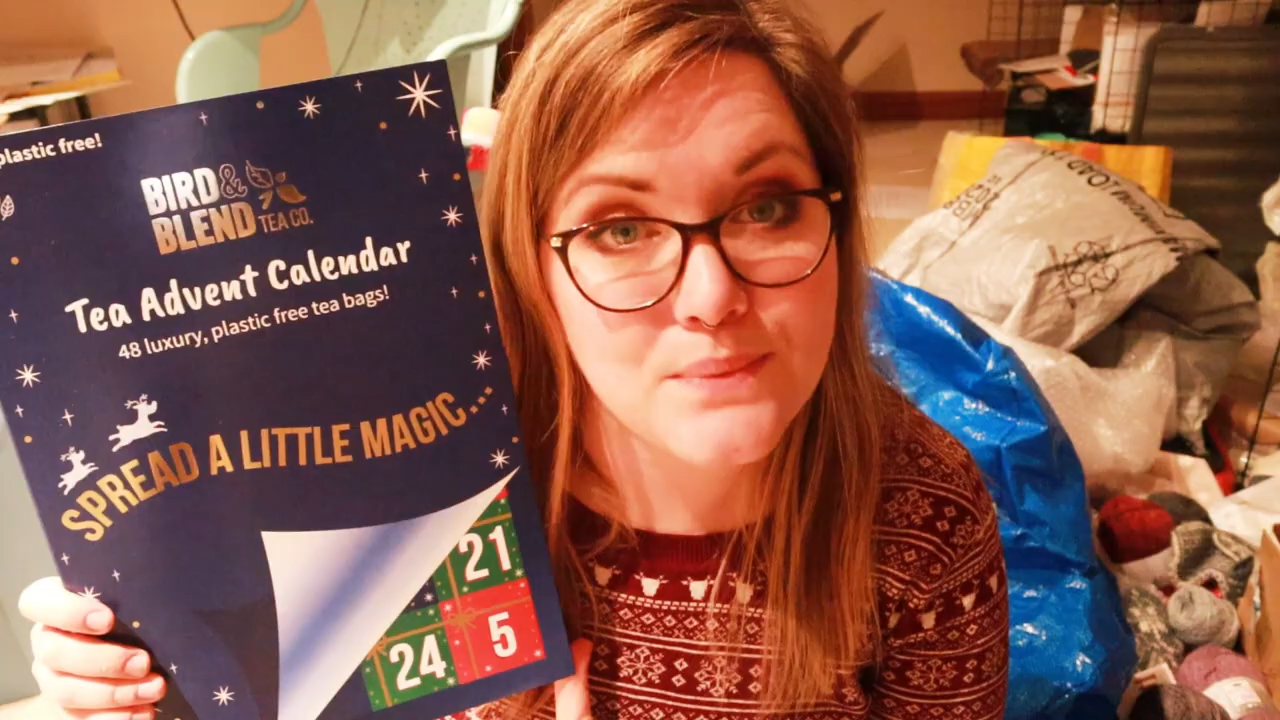 plastic free!
BIRD &
BLEND TEA CO.
Tea Advent Calendar
48 luxury, plastic free tea bags!
SPREAD A LITTLE MAGIC...
21
24 5